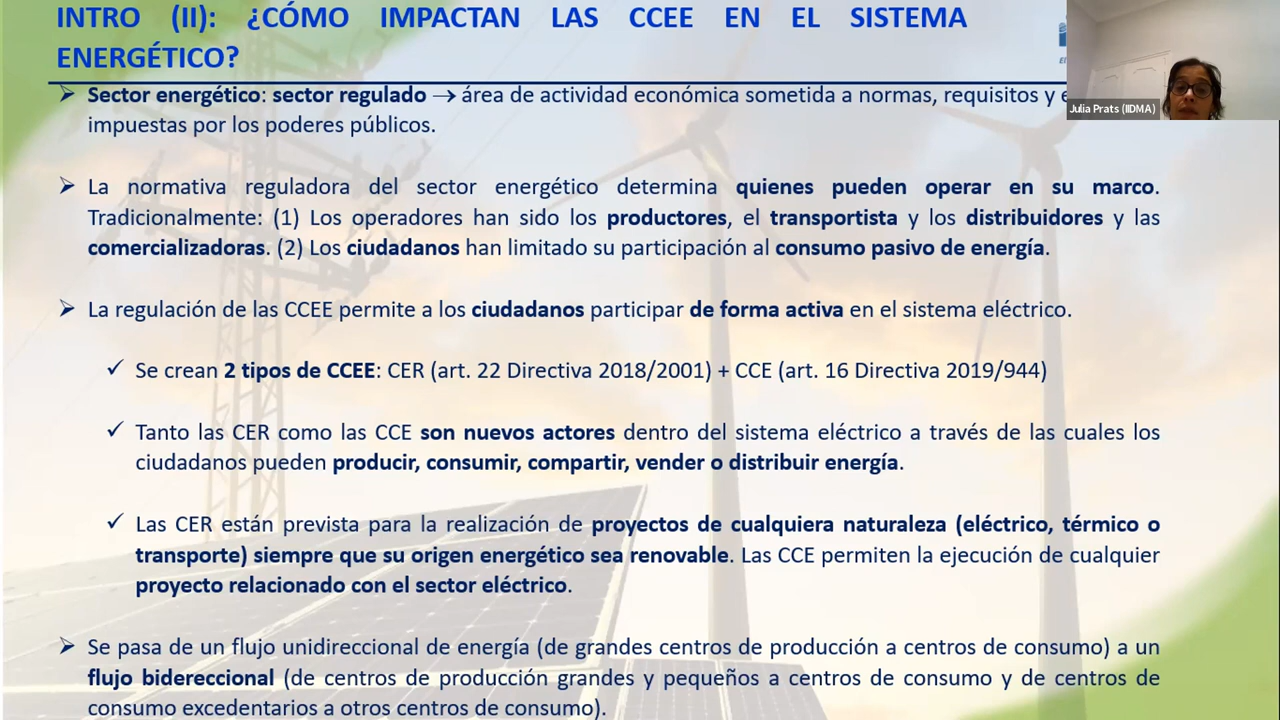 INTRO (II): ¿CÓMO IMPACTAN LAS CCEE EN EL SISTEMA
ENERGÉTICO?
Julia Prats (IIDMA)
➢ Sector energético: sector regulado → área de actividad económica sometida a normas, requisitos y
impuestas por los poderes públicos.
➢ La normativa reguladora del sector energético determina quienes pueden operar en su marco.
Tradicionalmente: (1) Los operadores han sido los productores, el transportista y los distribuidores y las
comercializadoras. (2) Los ciudadanos han limitado su participación al consumo pasivo de energía.
➢ La regulación de las CCEE permite a los ciudadanos participar de forma activa en el sistema eléctrico.
✓ Se crean 2 tipos de CCEE: CER (art. 22 Directiva 2018/2001) + CCE (art. 16 Directiva 2019/944)
✓ Tanto las CER como las CCE son nuevos actores dentro del sistema eléctrico a través de las cuales los
ciudadanos pueden producir, consumir, compartir, vender o distribuir energía.
✓ Las CER están prevista para la realización de proyectos de cualquiera naturaleza (eléctrico, térmico o
transporte) siempre que su origen energético sea renovable. Las CCE permiten la ejecución de cualquier
proyecto relacionado con el sector eléctrico.
➢ Se pasa de un flujo unidireccional de energía (de grandes centros de producción a centros de consumo) a un
flujo bidereccional (de centros de producción grandes y pequeños a centros de consumo y de centros de
consumo excedentarios a otros centros de consumo).